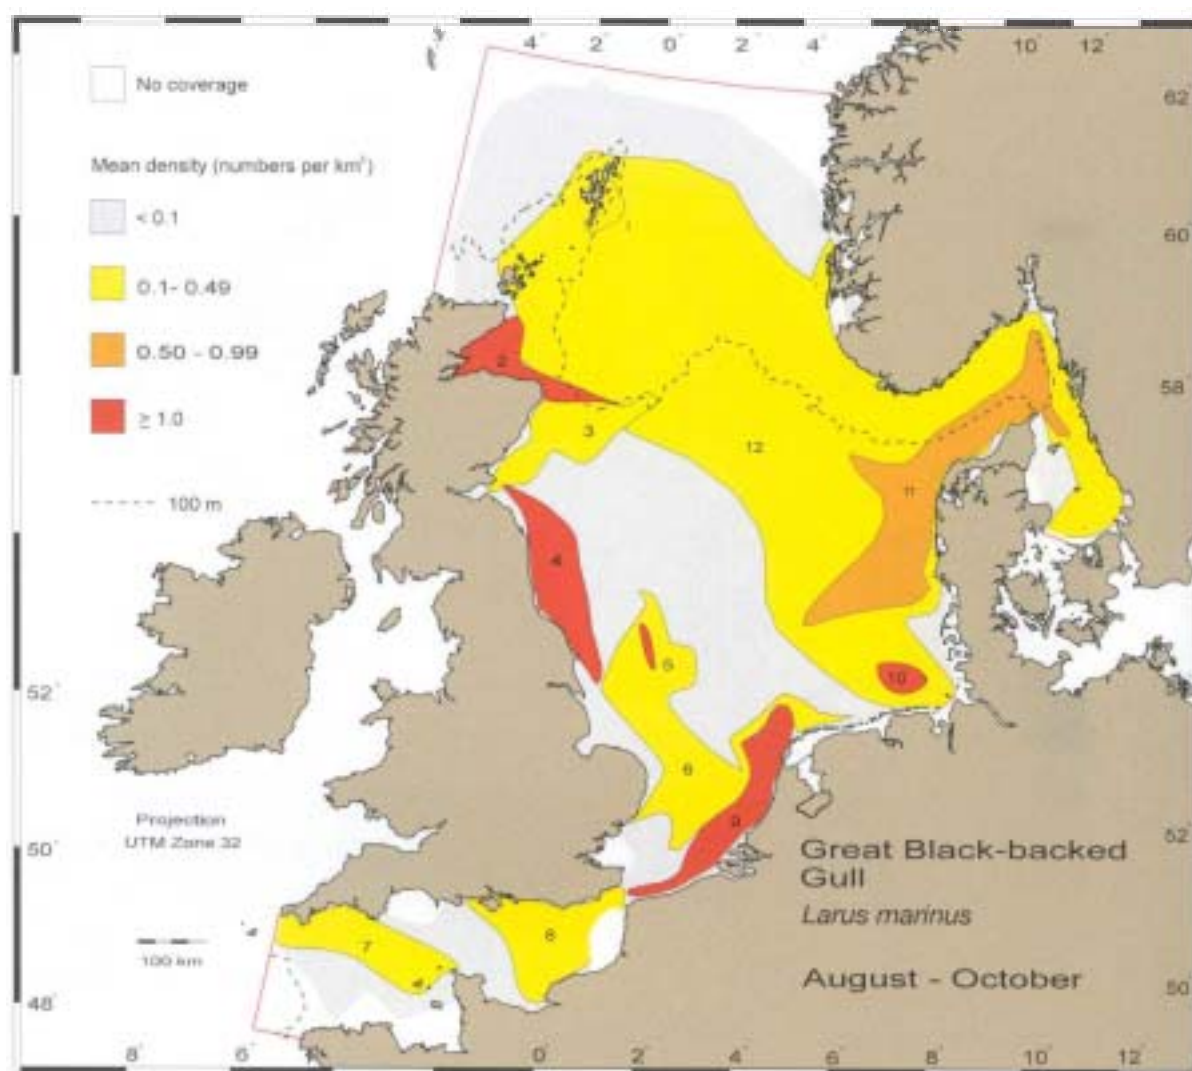 4° 2° 0° 2° 4° 10° 12°
62°
No coverage
Mean density (numbers per km²)
< 0.1
60°
0.1- 0.49
0.50 - 0.99
58°
≥ 1.0
2
3
12
100 m
11
4
5
10
52°
6
9
Projection
UTM Zone 32
52°
50°
Great Black-backed
Gull
Larus marinus
7
8
100 km
August - October
48°
50°
8° 6° 0° 2° 4° 6° 8° 10° 12°